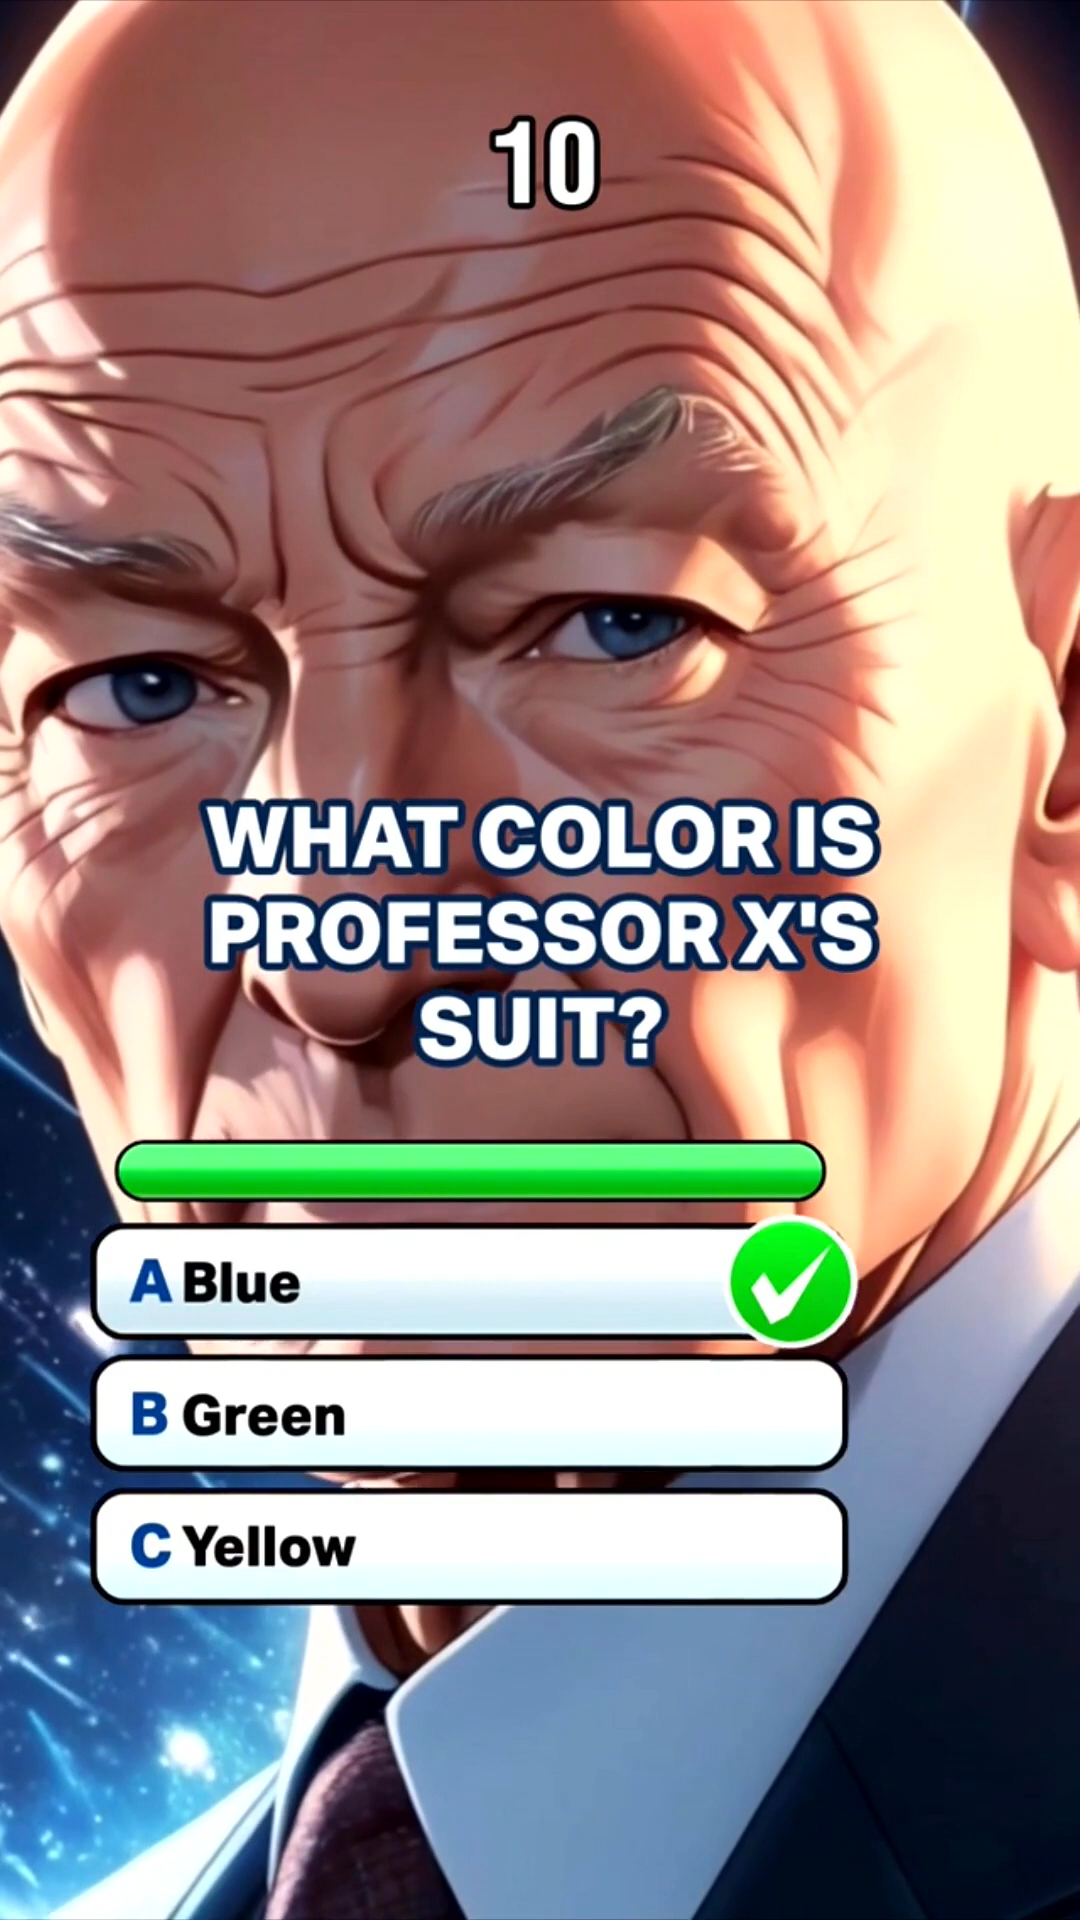 10
WHAT COLOR IS
PROFESSOR X'S
SUIT?
A Blue
B Green
C Yellow